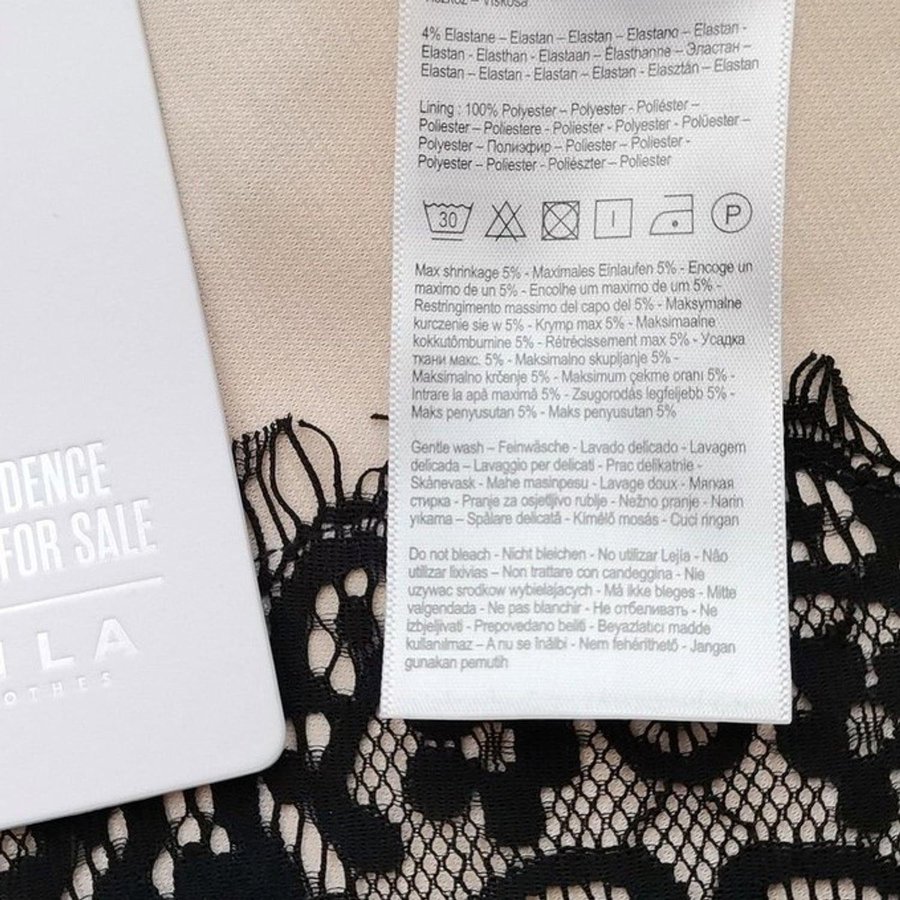 Viskosa
4% Elastane – Elastan – Elastan – Elastano – Elastan -
Elastan - Elasthan - Elastaan – Élasthanne – Эластан –
Elastan – Elastan - Elastan – Elastan - Elasztán – Elastan
Lining : 100% Polyester – Polyester - Poliéster –
Poliester – Poliestere - Poliester - Polyester - Polüester –
Polyester – Полиэфир – Poliester – Poliester -
Polyester – Poliester - Poliészter – Poliester
30 P
Max shrinkage 5% - Maximales Einlaufen 5% - Encoge un
maximo de un 5% - Encolhe um maximo de um 5% -
Restringimento massimo del capo del 5% - Maksymalne
kurczenie sie w 5% - Krymp max 5% - Maksimaalne
kokkutõmbumine 5% - Rétrécissement max 5% - Усадка
ткани макс. 5% - Maksimalno skupljanje 5% -
Maksimalno krčenje 5% - Maksimum çekme oranı 5% -
Intrare la apă maximă 5% - Zsugorodás legfeljebb 5% -
Maks penyusutan 5% - Maks penyusutan 5%
Gentle wash – Feinwäsche - Lavado delicado - Lavagem
delicada – Lavaggio per delicati - Prac delikatnie -
Skånevask - Mahe masinpesu - Lavage doux - Мягкая
стирка - Pranje za osjetljivo rublje - Nežno pranje - Narin
yıkama – Spălare delicată - Kímélő mosás - Cuci ringan
Do not bleach - Nicht bleichen - No utilizar Lejía - Não
utilizar lixivias – Non trattare con candeggina - Nie
uzywac srodkow wybielajacych - Må ikke bleges - Mitte
valgendada - Ne pas blanchir - Не отбеливать - Ne
izbjeljivati - Prepovedano beliti - Beyazlatıcı madde
kullanılmaz – A nu se înălbi - Nem fehéríthető - Jangan
gunakan pemutih
DENCE
FOR SALE
ILA
OTHES